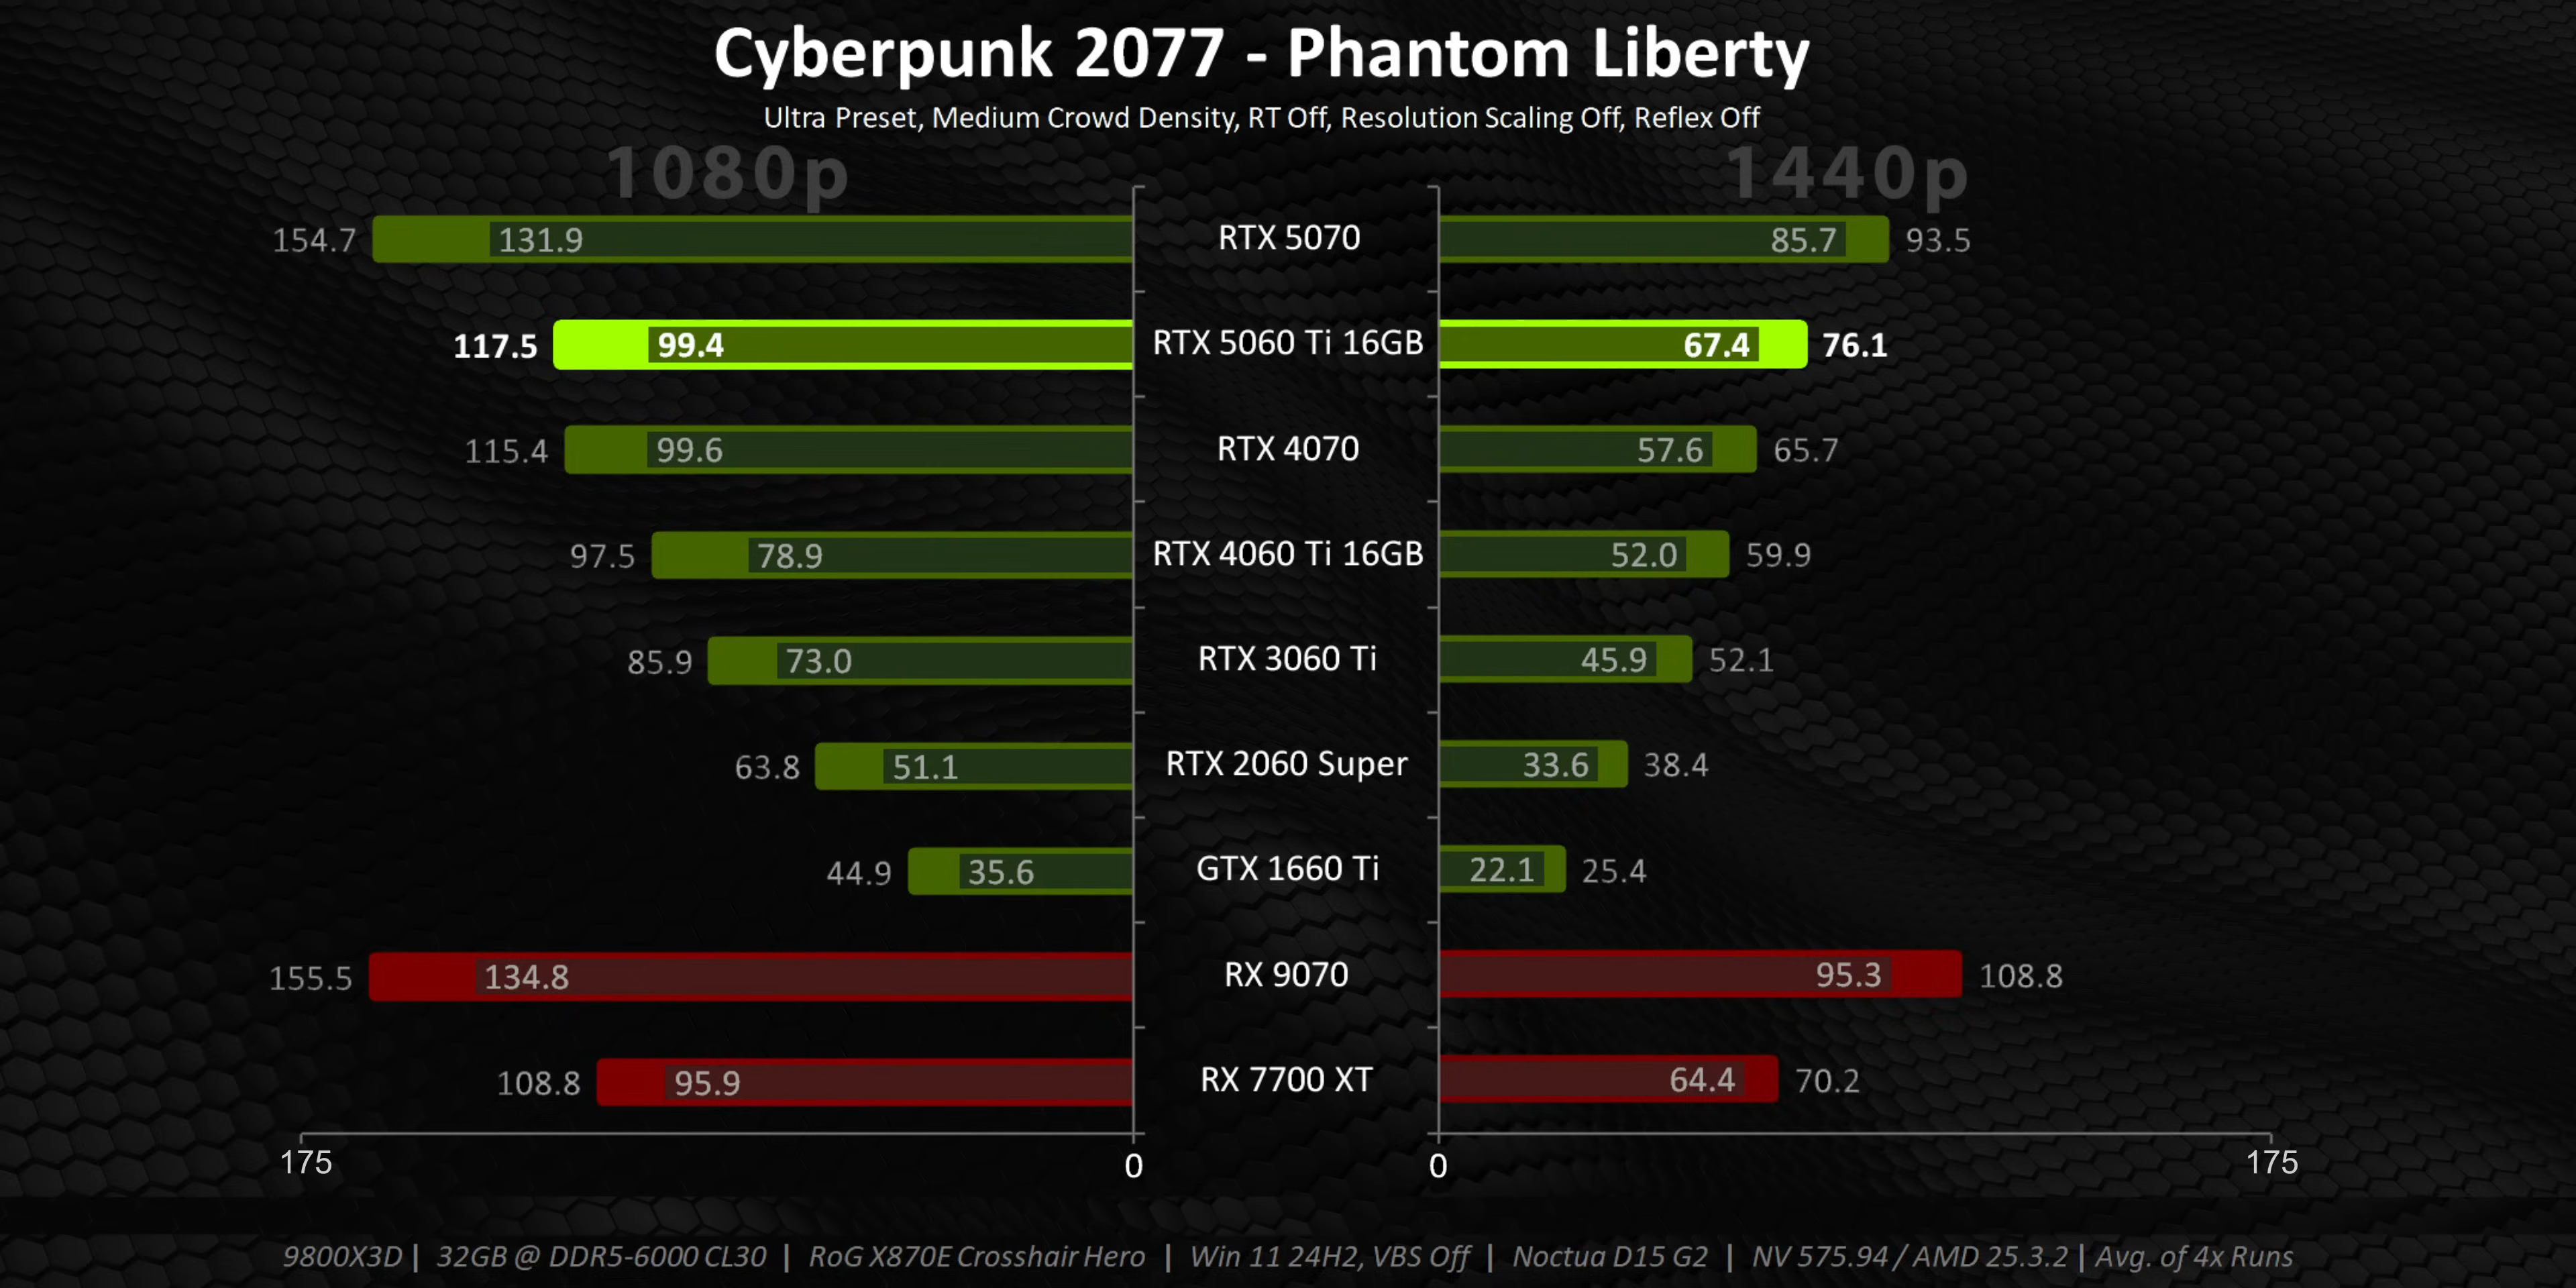 Cyberpunk 2077 - Phantom Liberty
Ultra Preset, Medium Crowd Density, RT Off, Resolution Scaling Off, Reflex Off
1080p 1440p
154.7 131.9 RTX 5070 85.7 93.5
117.5 99.4 RTX 5060 Ti 16GB 67.4 76.1
115.4 99.6 RTX 4070 57.6 65.7
97.5 78.9 RTX 4060 Ti 16GB 52.0 59.9
85.9 73.0 RTX 3060 Ti 45.9 52.1
63.8 51.1 RTX 2060 Super 33.6 38.4
44.9 35.6 GTX 1660 Ti 22.1 25.4
155.5 134.8 RX 9070 95.3 108.8
108.8 95.9 RX 7700 XT 64.4 70.2
175 0 0 175
9800X3D | 32GB @ DDR5-6000 CL30 | RoG X870E Crosshair Hero | Win 11 24H2, VBS Off | Noctua D15 G2 | NV 575.94 / AMD 25.3.2 | Avg. of 4x Runs